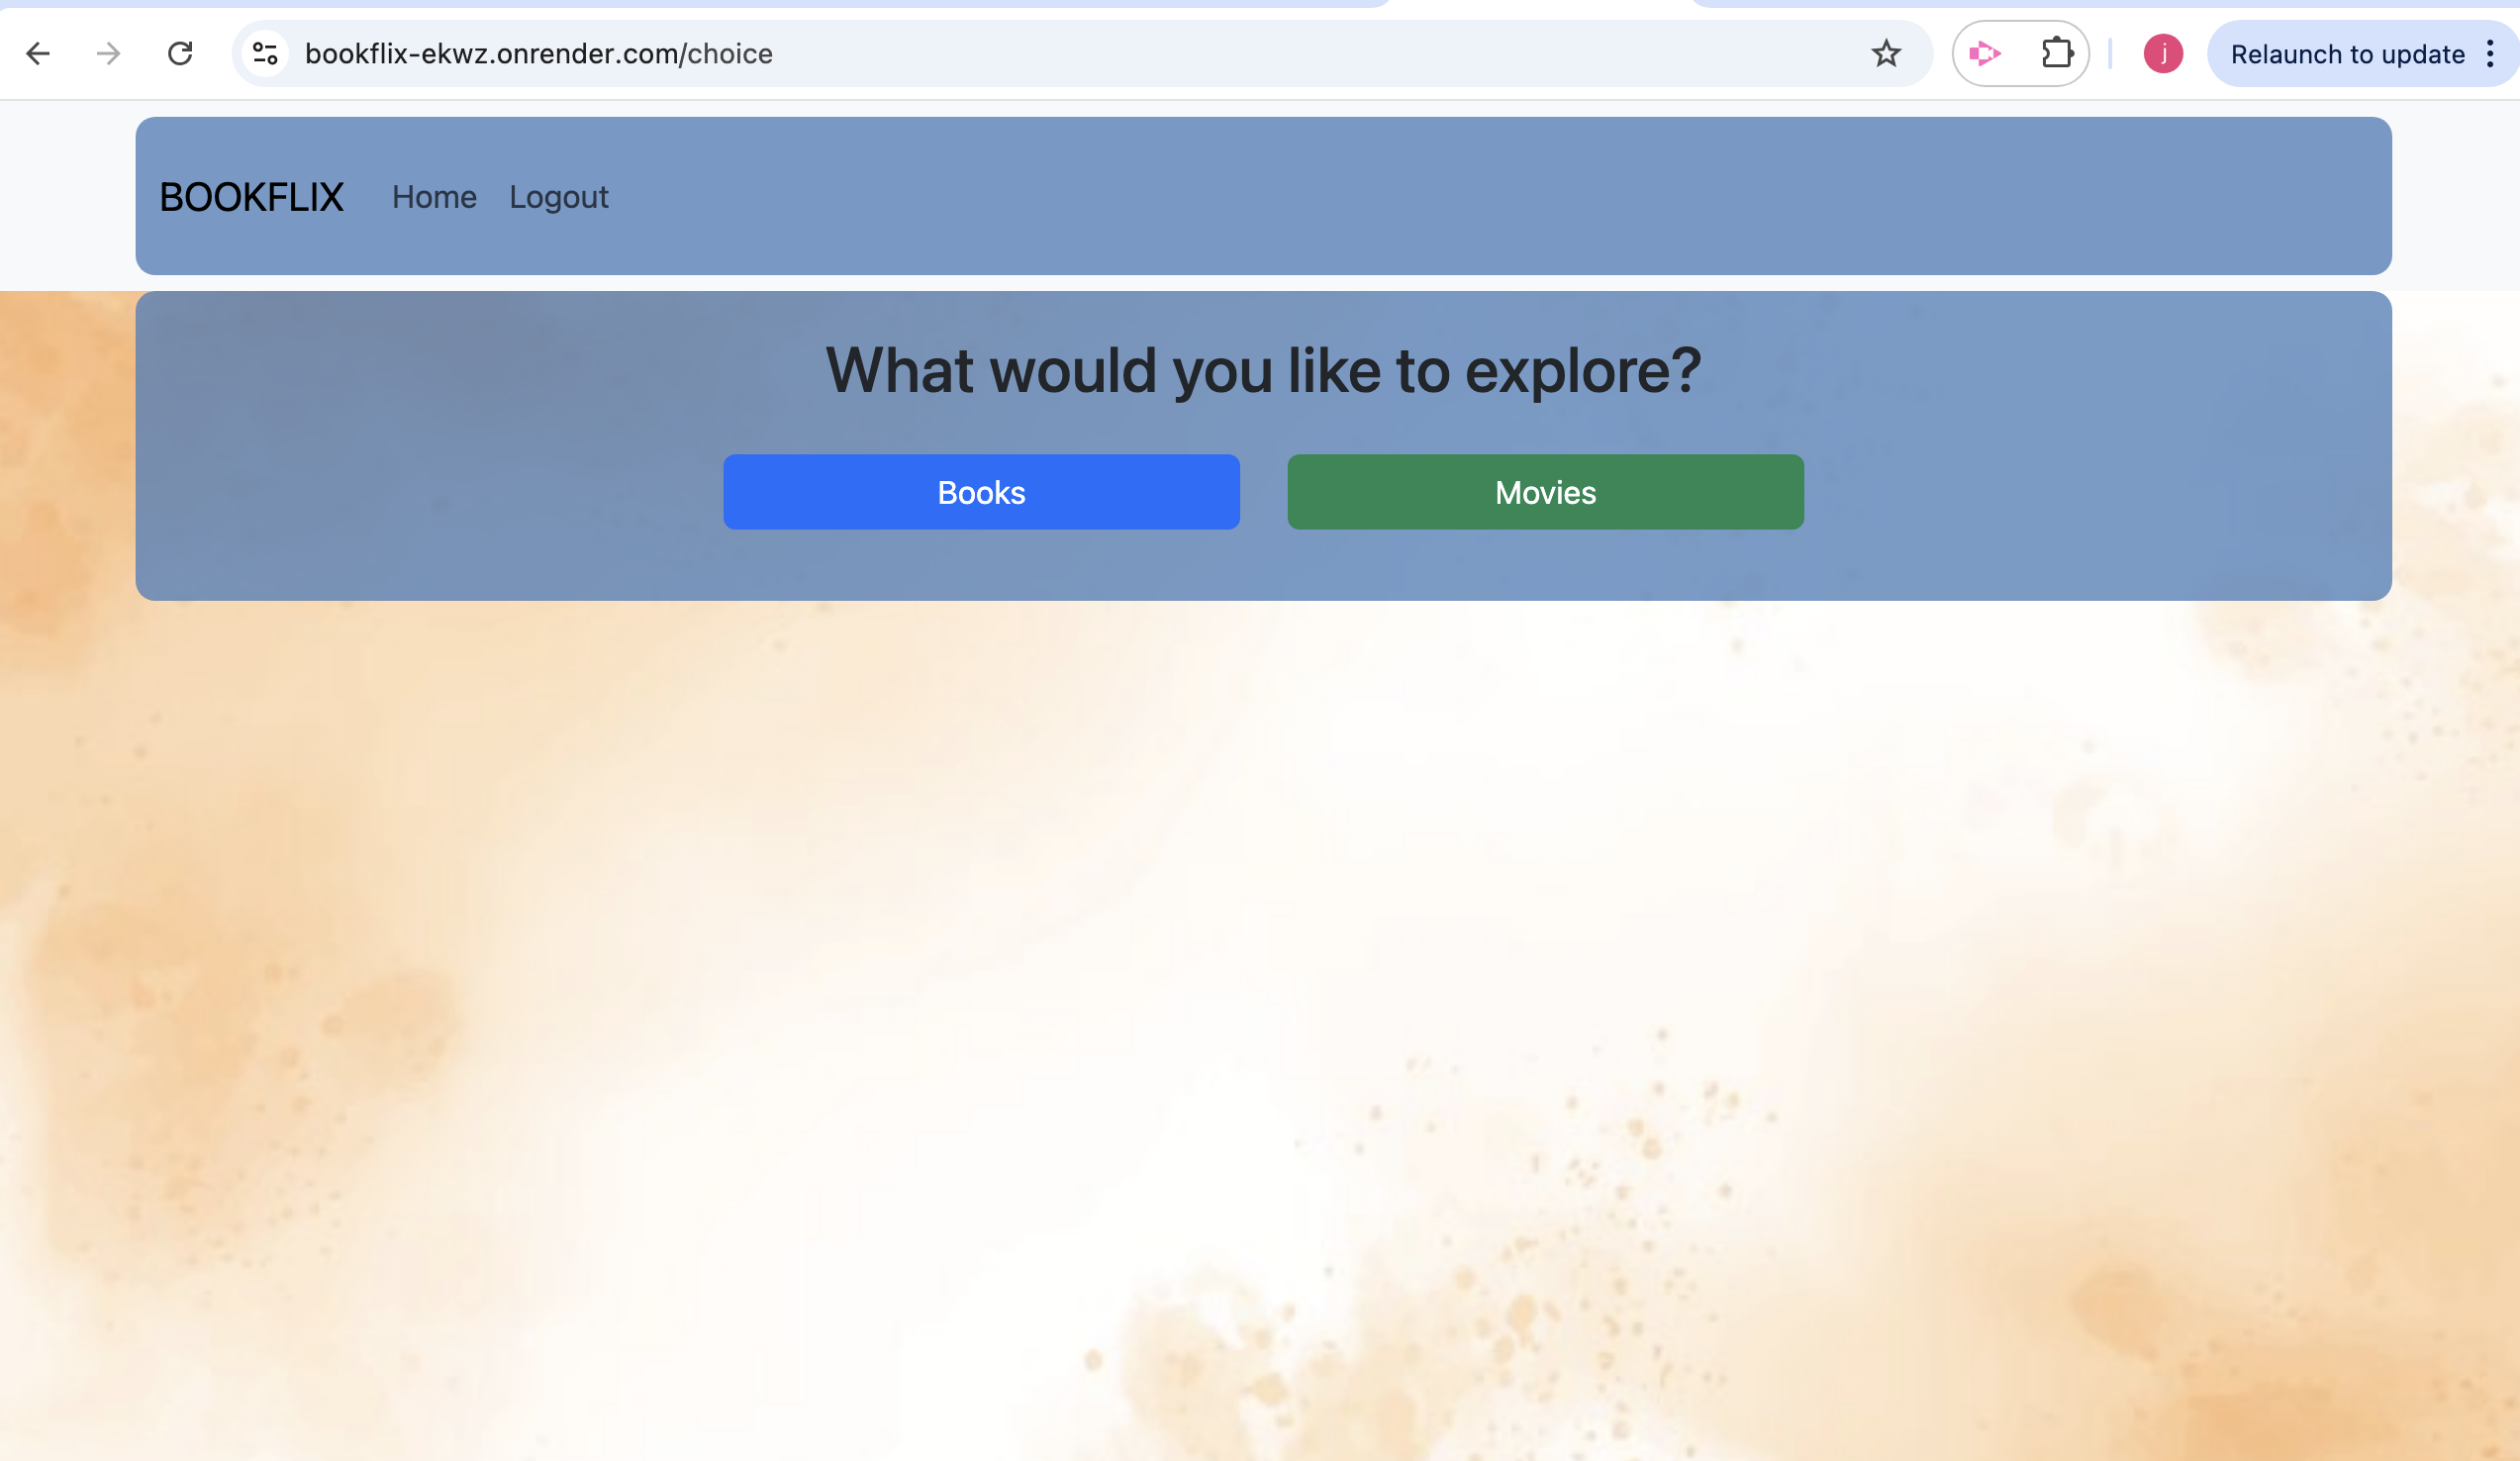 bookflix-ekwz.onrender.com/choice
j
Relaunch to update
BOOKFLIX Home Logout
What would you like to explore?
Books Movies